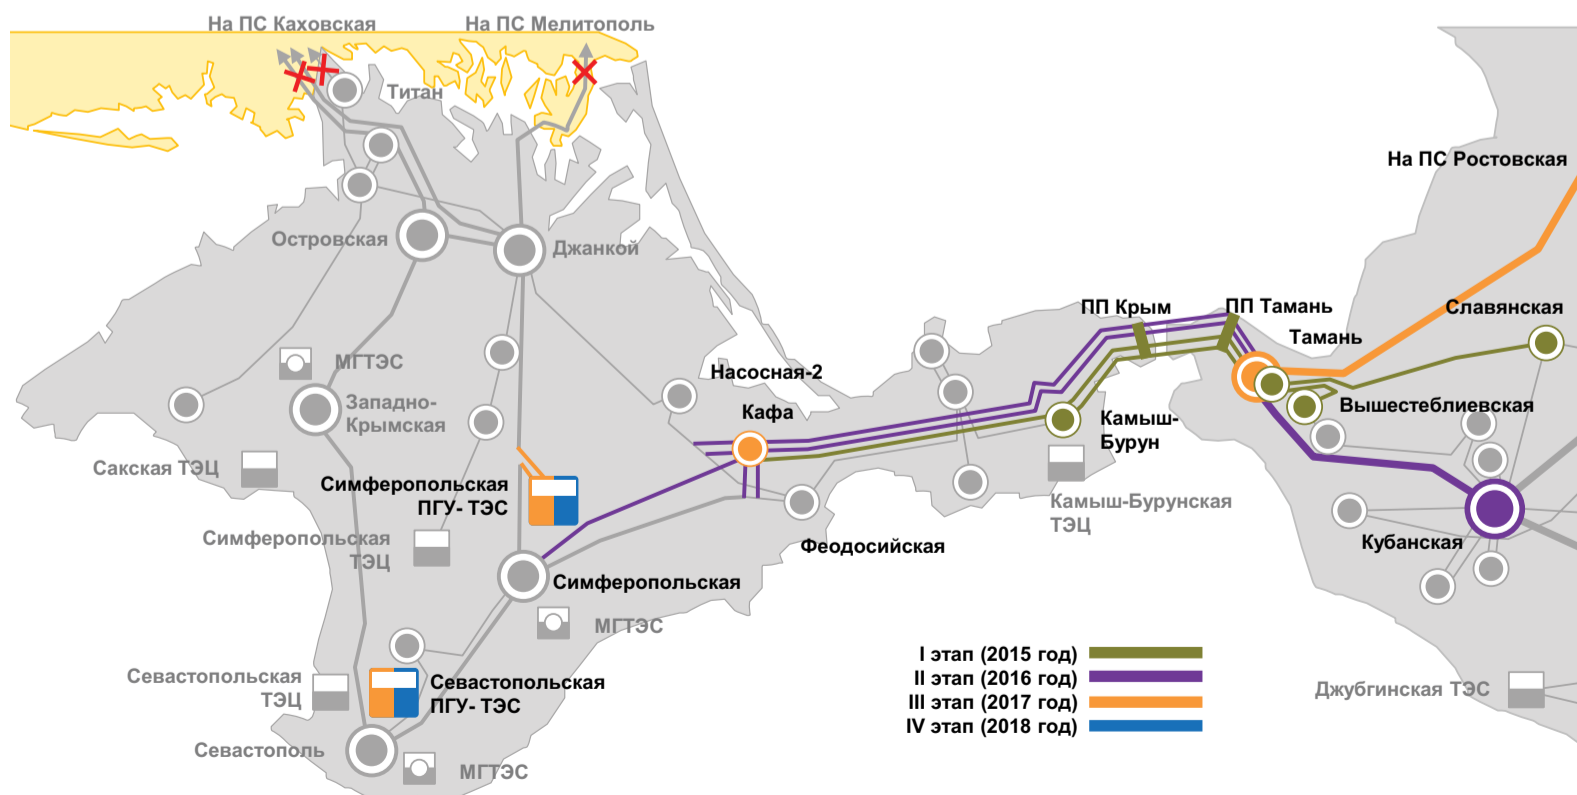 На ПС Каховская
На ПС Мелитополь
Титан
На ПС Ростовская
Островская
Джанкой
ПП Крым
ПП Тамань
Славянская
Тамань
МГТЭС
Насосная-2
Западно-
Крымская
Кафа
Вышестеблиевская
Камыш-
Бурун
Сакская ТЭЦ
Симферопольская
ПГУ- ТЭС
Камыш-Бурунская
ТЭЦ
Симферопольская
ТЭЦ
Феодосийская
Кубанская
Симферопольская
МГТЭС
I этап (2015 год)
II этап (2016 год)
III этап (2017 год)
IV этап (2018 год)
Севастопольская
ТЭЦ
Севастопольская
ПГУ- ТЭС
Джубгинская ТЭС
Севастополь
МГТЭС